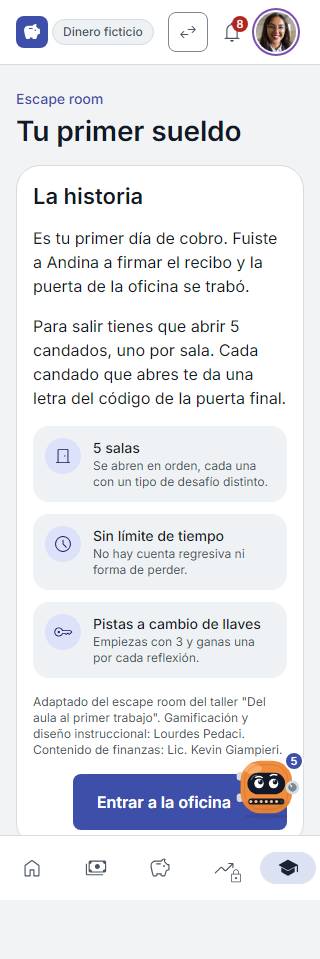 Dinero ficticio
8
Escape room
Tu primer sueldo
La historia
Es tu primer día de cobro. Fuiste
a Andina a firmar el recibo y la
puerta de la oficina se trabó.
Para salir tienes que abrir 5
candados, uno por sala. Cada
candado que abres te da una
letra del código de la puerta final.
5 salas
Se abren en orden, cada una
con un tipo de desafío distinto.
Sin límite de tiempo
No hay cuenta regresiva ni
forma de perder.
Pistas a cambio de llaves
Empiezas con 3 y ganas una
por cada reflexión.
Adaptado del escape room del taller "Del
aula al primer trabajo". Gamificación y
diseño instruccional: Lourdes Pedaci.
Contenido de finanzas: Lic. Kevin Giampieri.
5
Entrar a la oficina